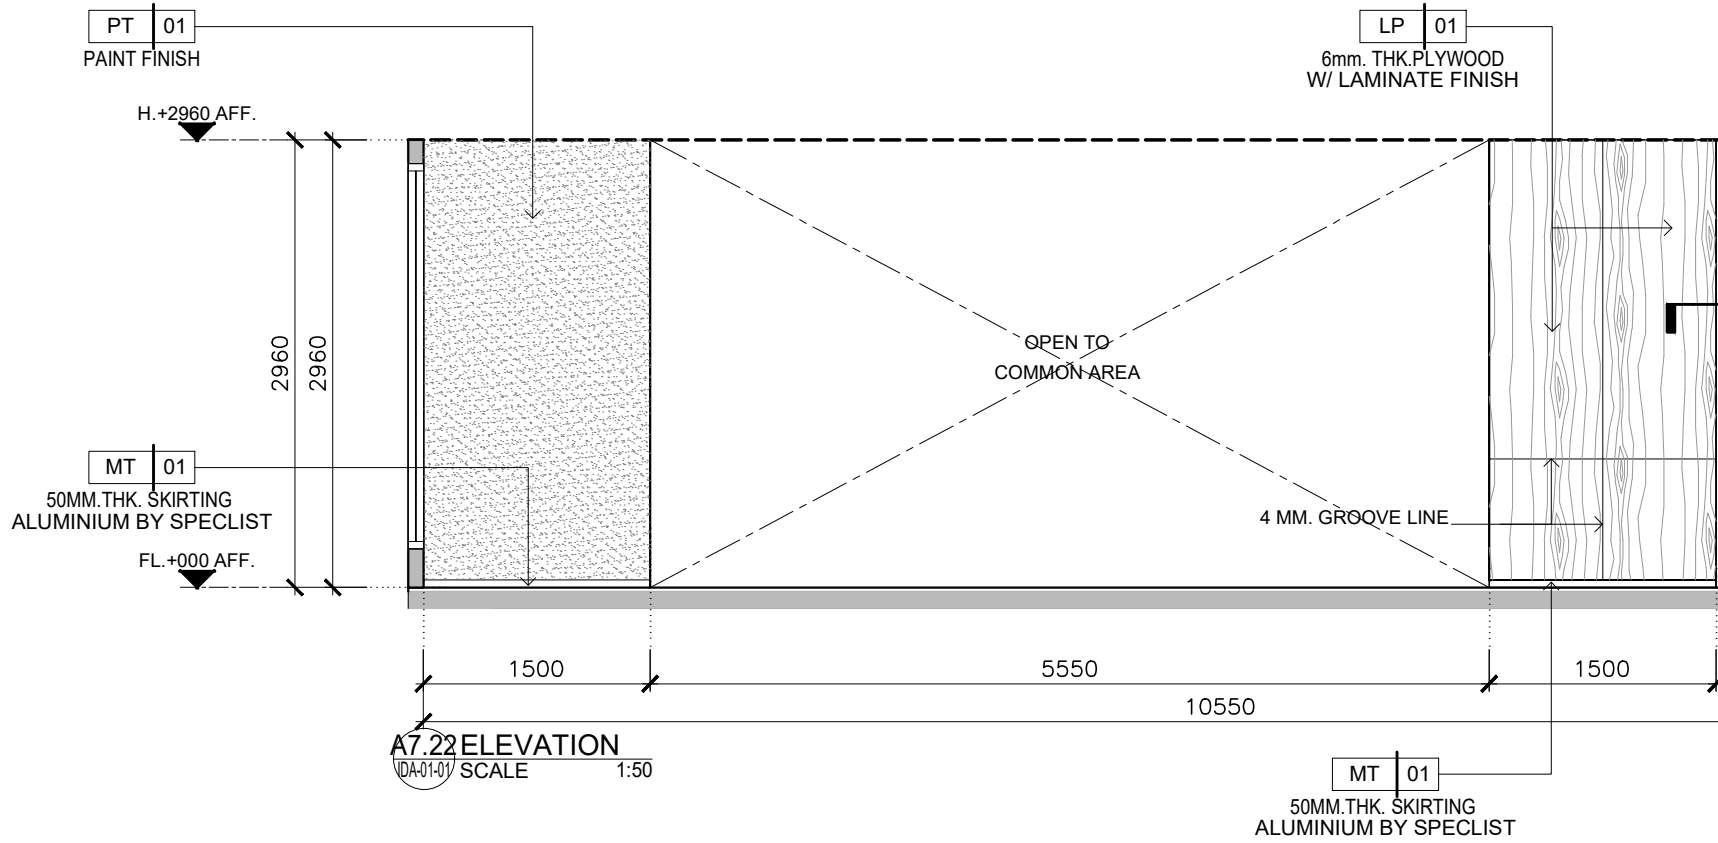 PT 01
PAINT FINISH
LP 01
6mm. THK.PLYWOOD
W/ LAMINATE FINISH
H.+2960 AFF.
2960
2960
OPEN TO
COMMON AREA
MT 01
50MM.THK. SKIRTING
ALUMINIUM BY SPECLIST
4 MM. GROOVE LINE
FL.+000 AFF.
1500
5550
1500
10550
A7.22 ELEVATION
IDA-01-01 SCALE 1:50
MT 01
50MM.THK. SKIRTING
ALUMINIUM BY SPECLIST